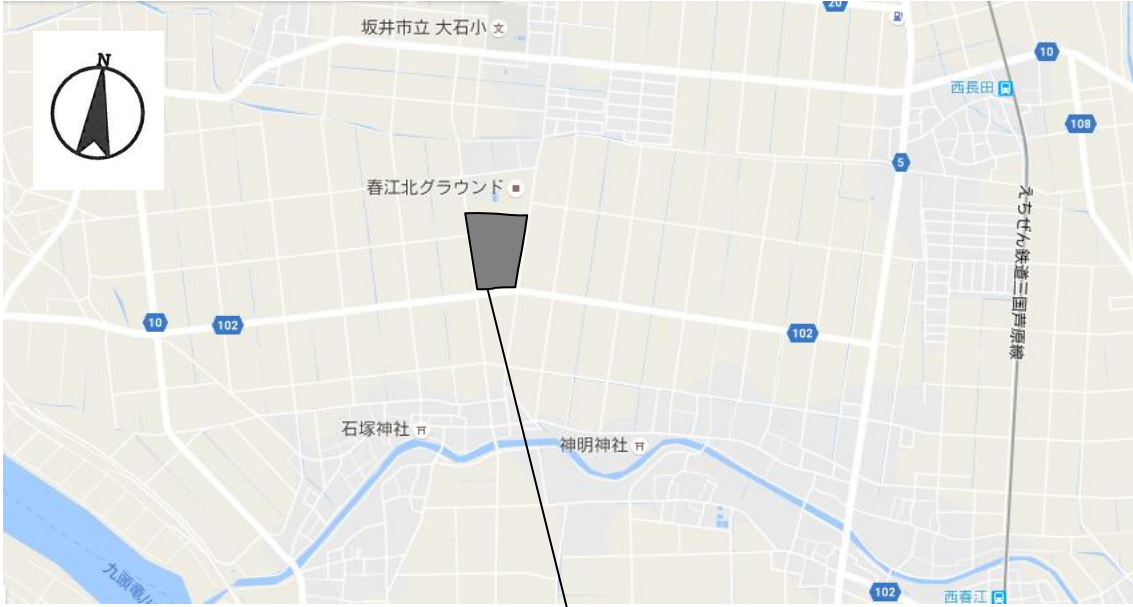 20
坂井市立 大石小
文
N
10
西長田
108
5
春江北グラウンド
えちぜん鉄道三国芦原線
10
102
102
石塚神社
神明神社
九頭竜川
102
西春江